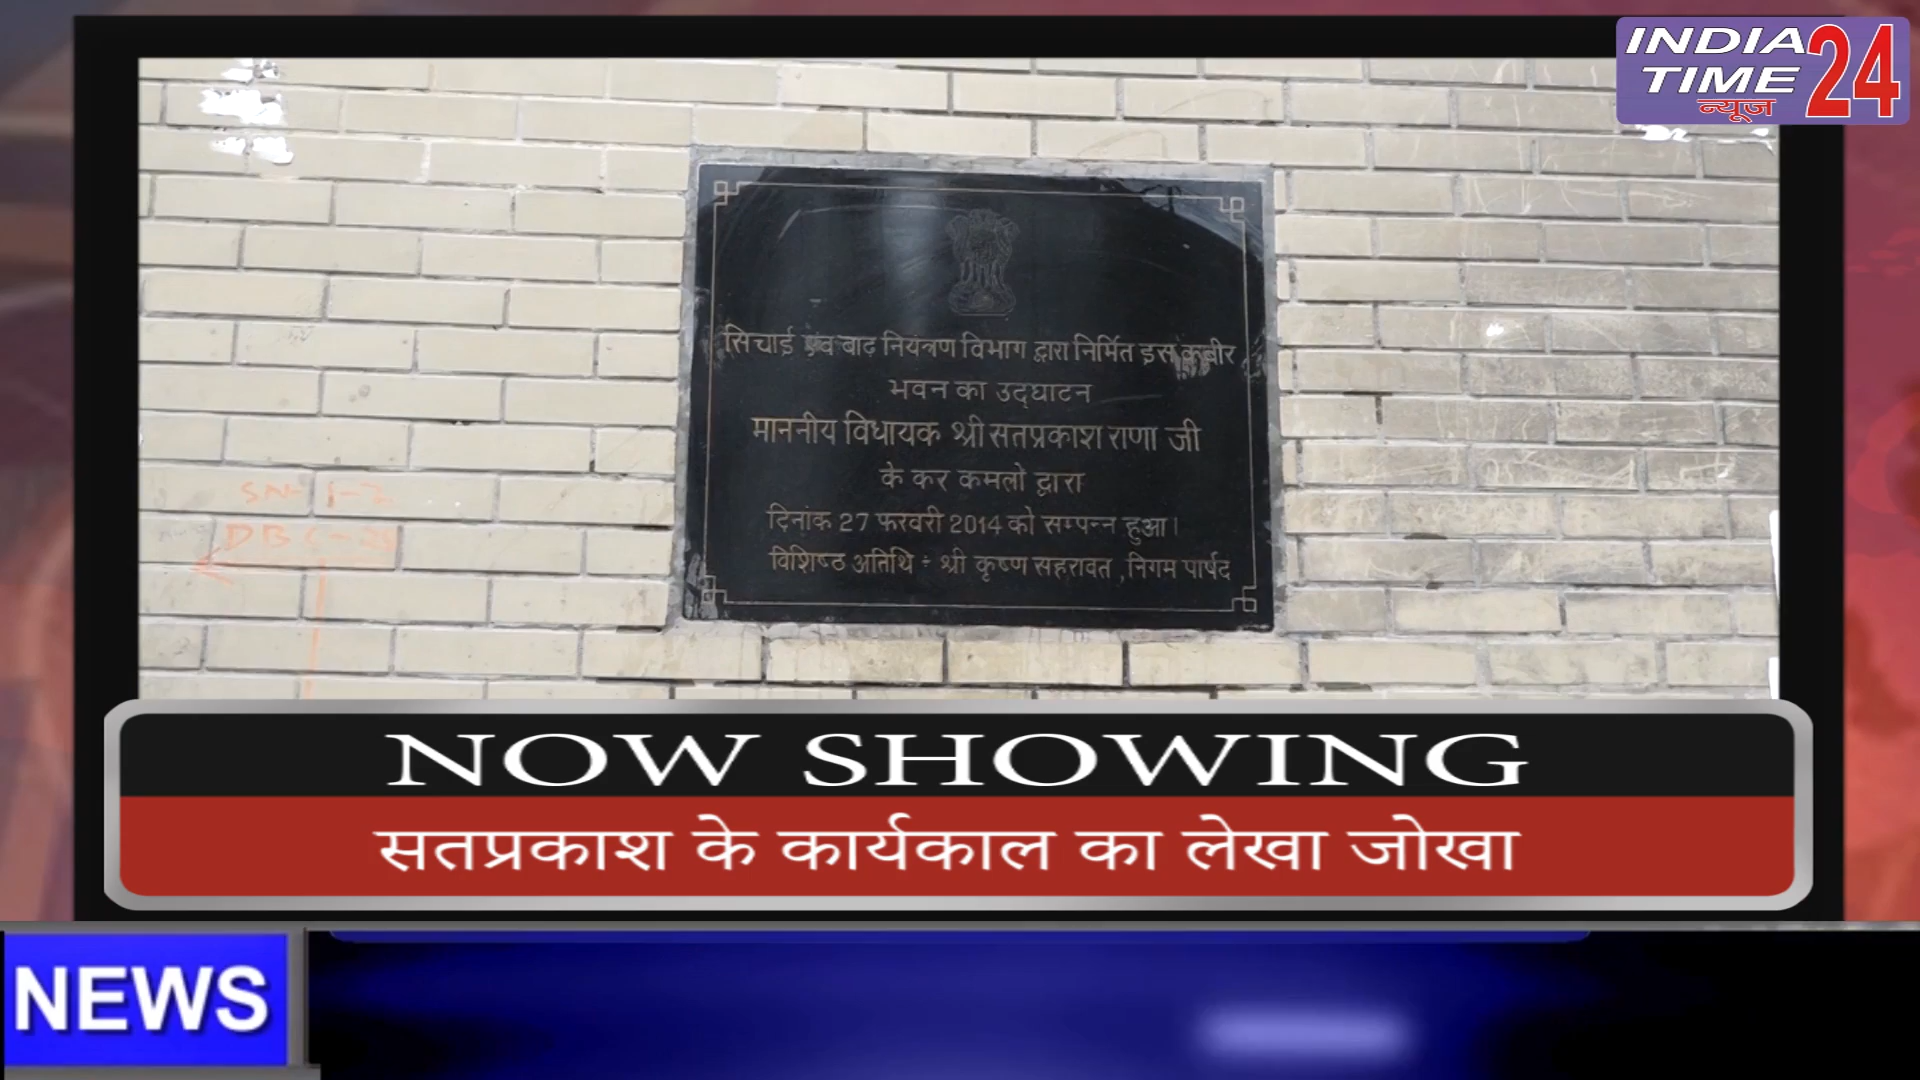 INDIA
TIME 24
न्यूज
सिचाई एवं बाढ़ नियंत्रण विभाग द्वारा निर्मित इस कबीर
भवन का उद्घाटन
माननीय विधायक श्री सतप्रकाश राणा जी
के कर कमलो द्वारा
दिनांक 27 फरवरी 2014 को सम्पन्न हुआ।
विशिष्ठ अतिथि ÷ श्री कृष्ण सहरावत ,निगम पार्षद
NOW SHOWING
सतप्रकाश के कार्यकाल का लेखा जोखा
NEWS